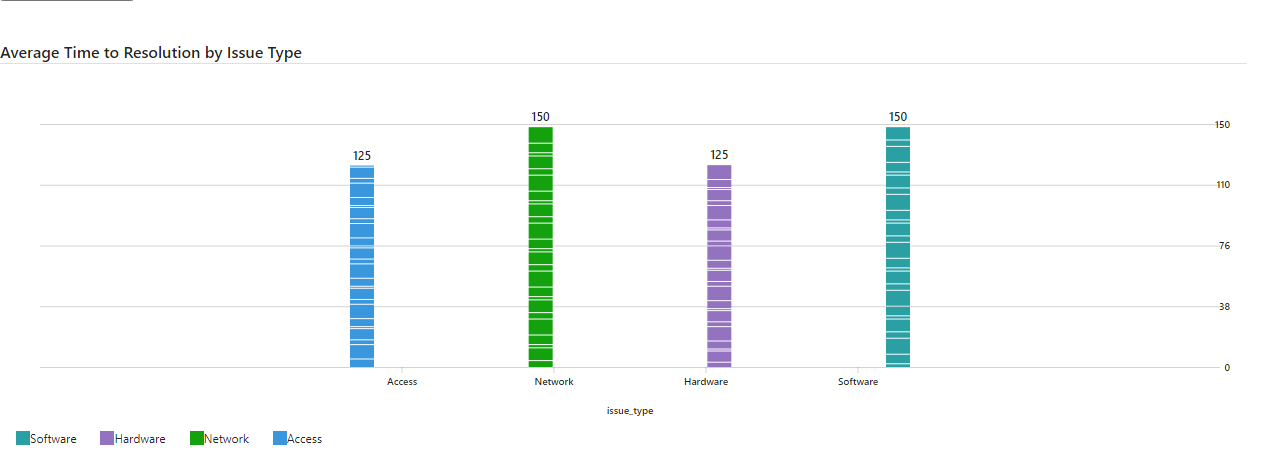 Average Time to Resolution by Issue Type
150 150
125 125
150
110
76
38
0
Access Network Hardware Software
issue_type
Software Hardware Network Access